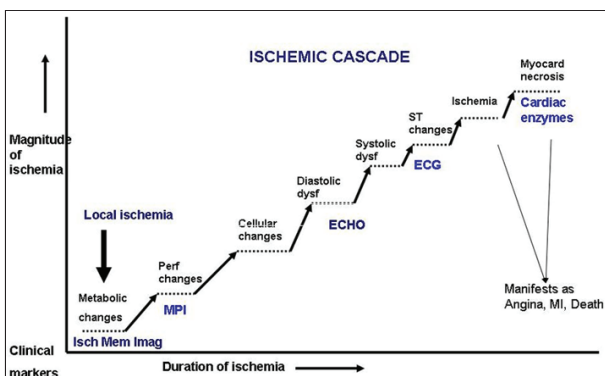 ISCHEMIC CASCADE
Magnitude
of
ischemia
Local ischemia
Metabolic
changes
Isch Mem Imag
Perf
changes
MPI
Cellular
changes
Diastolic
dysf
ECHO
Systolic
dysf
ST
changes
ECG
Ischemia
Myocard
necrosis
Cardiac
enzymes
Manifests as
Angina, MI, Death
Clinical
markers
Duration of ischemia